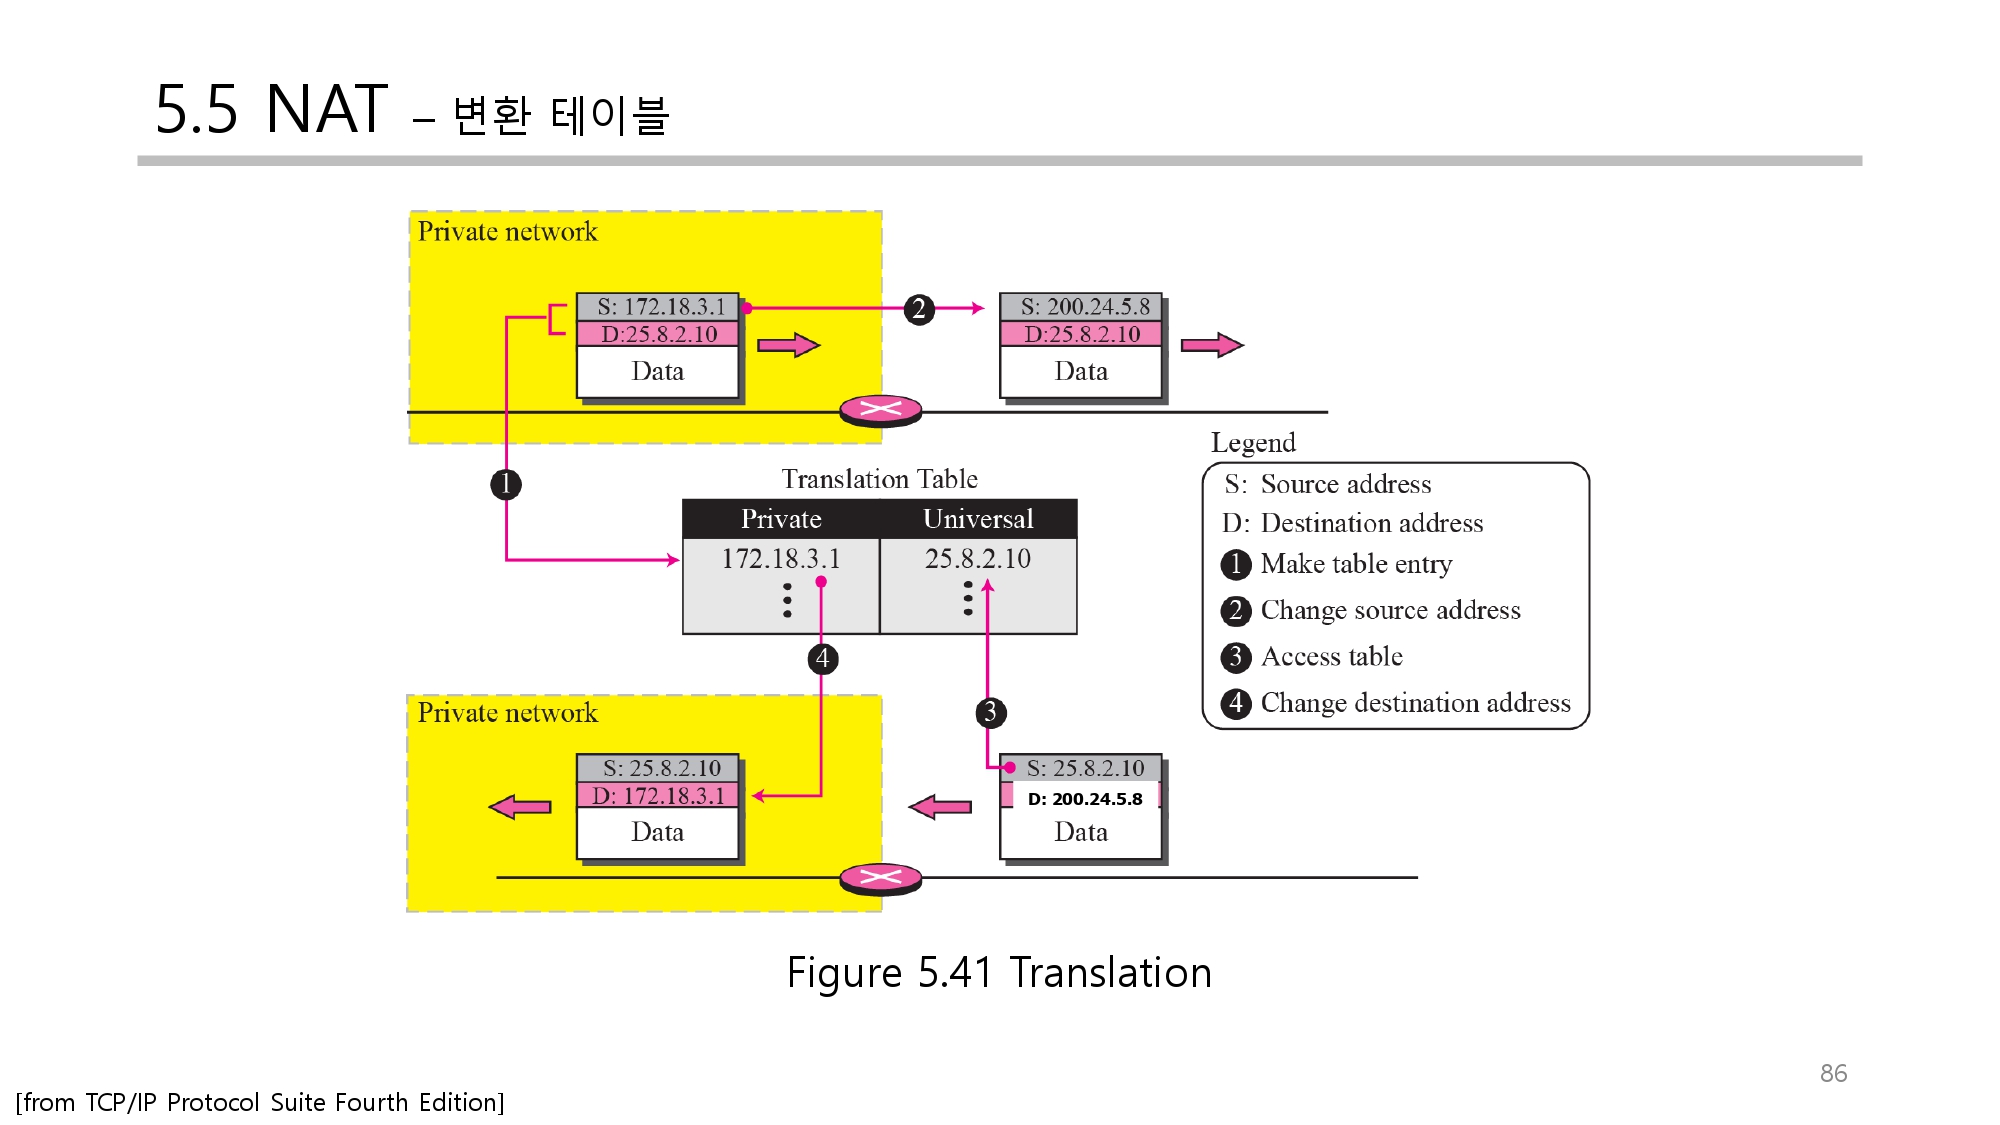 5.5 NAT – 변환 테이블
Private network
S: 172.18.3.1
D:25.8.2.10
Data
2
S: 200.24.5.8
D:25.8.2.10
Data
1
Translation Table
Private Universal
172.18.3.1 25.8.2.10
4
3
Legend
S: Source address
D: Destination address
1 Make table entry
2 Change source address
3 Access table
4 Change destination address
Private network
S: 25.8.2.10
D: 172.18.3.1
Data
S: 25.8.2.10
D: 200.24.5.8
Data
Figure 5.41 Translation
86
[from TCP/IP Protocol Suite Fourth Edition]